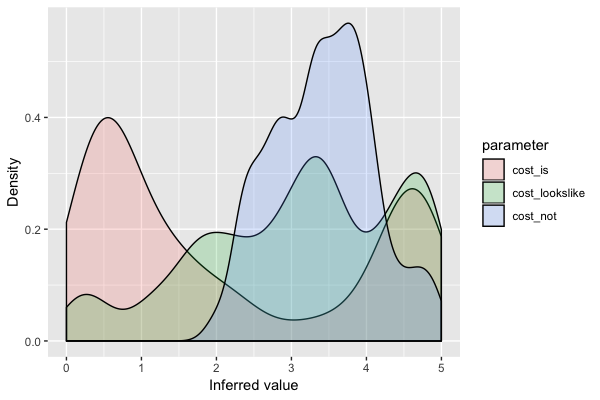 Density
0.4
0.2
0.0
0 1 2 3 4 5
Inferred value
parameter
cost_is
cost_lookslike
cost_not